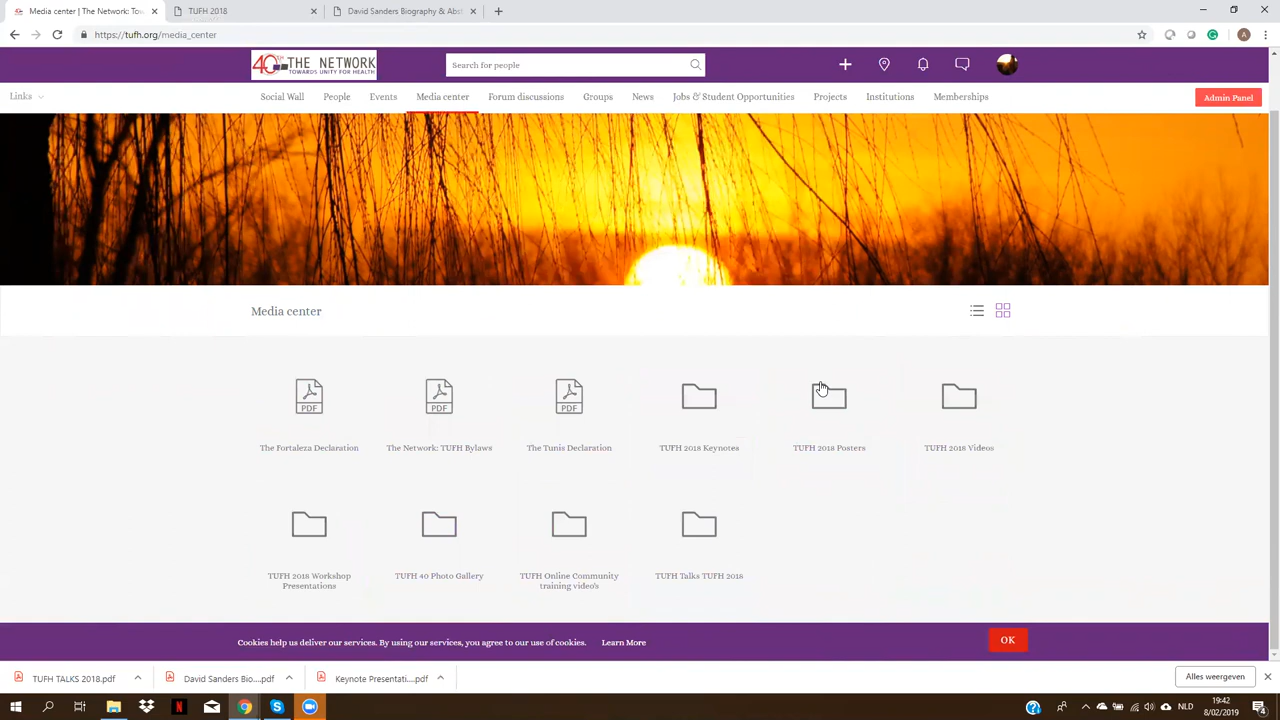 Media center | The Network: Tow
TUFH 2018
David Sanders Biography & Abs
https://tufh.org/media_center
A
40 THE NETWORK
TOWARDS UNITY FOR HEALTH
Search for people
Links
Social Wall
People
Events
Media center
Forum discussions
Groups
News
Jobs & Student Opportunities
Projects
Institutions
Memberships
Admin Panel
Media center
PDF
PDF
PDF
The Fortaleza Declaration
The Network: TUFH Bylaws
The Tunis Declaration
TUFH 2018 Keynotes
TUFH 2018 Posters
TUFH 2018 Videos
TUFH 2018 Workshop
Presentations
TUFH 40 Photo Gallery
TUFH Online Community
training video's
TUFH Talks TUFH 2018
Cookies help us deliver our services. By using our services, you agree to our use of cookies.
Learn More
OK
TUFH TALKS 2018.pdf
David Sanders Bio....pdf
Keynote Presentati....pdf
Alles weergeven
NLD
19:42
8/02/2019
4